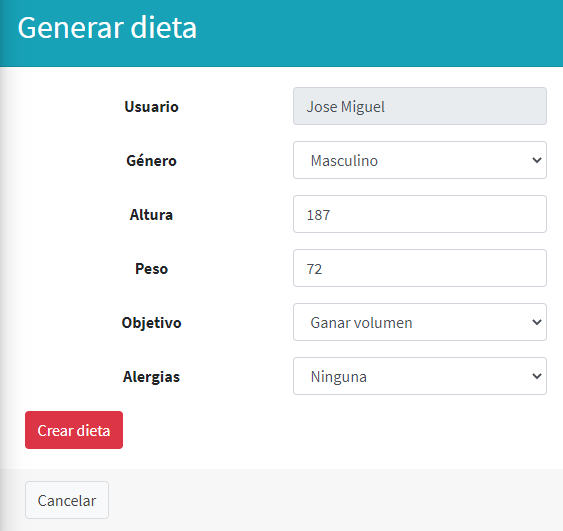 Generar dieta
Usuario Jose Miguel
Género Masculino
Altura 187
Peso 72
Objetivo Ganar volumen
Alergias Ninguna
Crear dieta
Cancelar